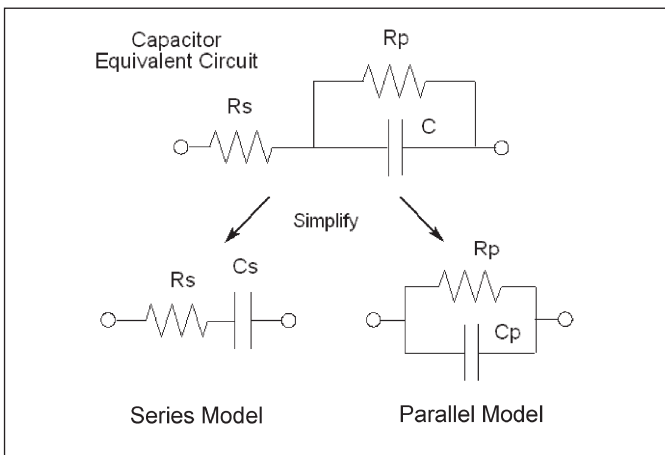 Capacitor
Equivalent Circuit
Rp
Rs
C
Simplify
Rs
Cs
Rp
Cp
Series Model
Parallel Model